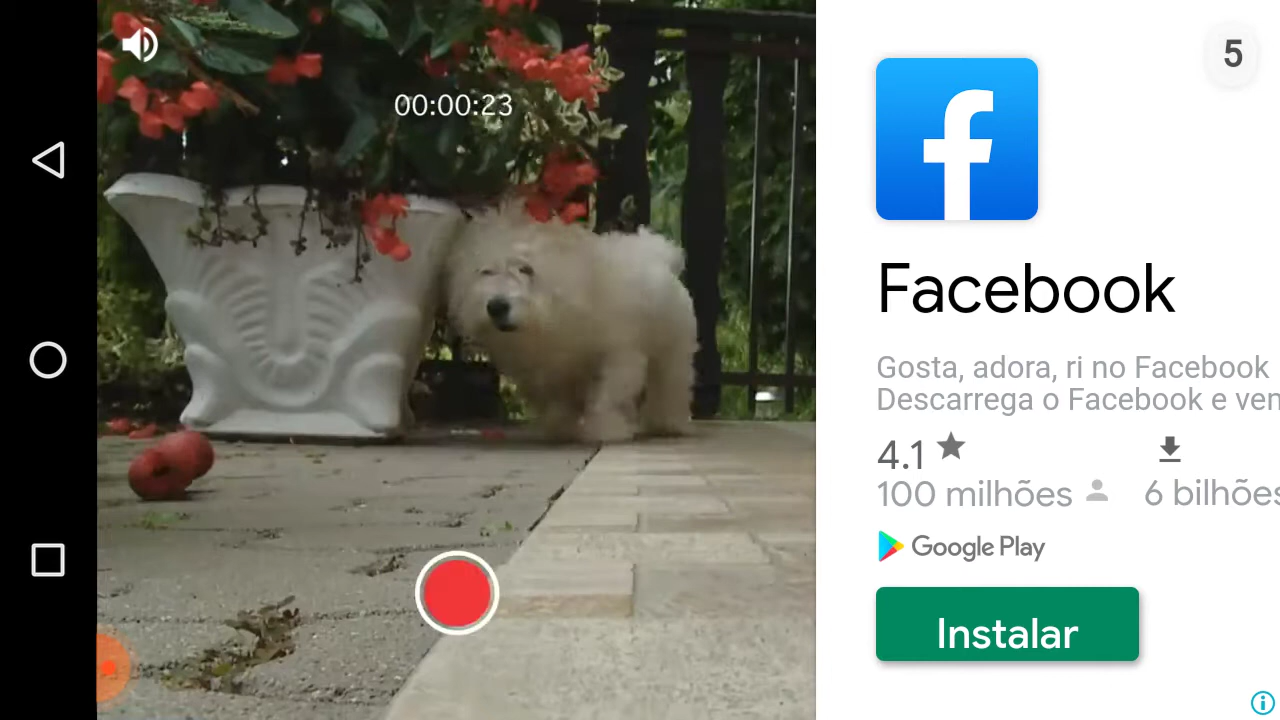 00:00:23
5
Facebook
Gosta, adora, ri no Facebook
Descarrega o Facebook e ven
4.1
100 milhões
6 bilhões
Google Play
Instalar